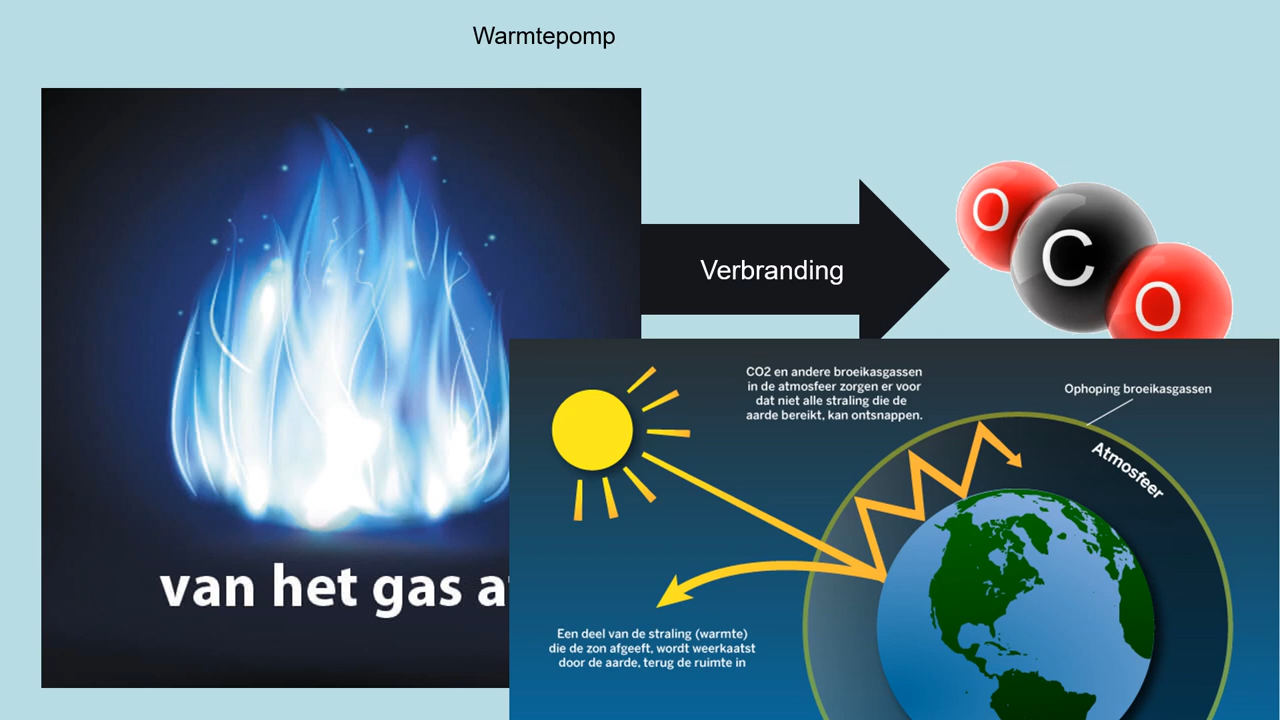 Warmtepomp
van het gas a
Verbranding
O
C
O
CO2 en andere broeikasgassen
in de atmosfeer zorgen er voor
dat niet alle straling die de
aarde bereikt, kan ontsnappen.
Ophoping broeikasgassen
Atmosfeer
Een deel van de straling (warmte)
die de zon afgeeft, wordt weerkaatst
door de aarde, terug de ruimte in